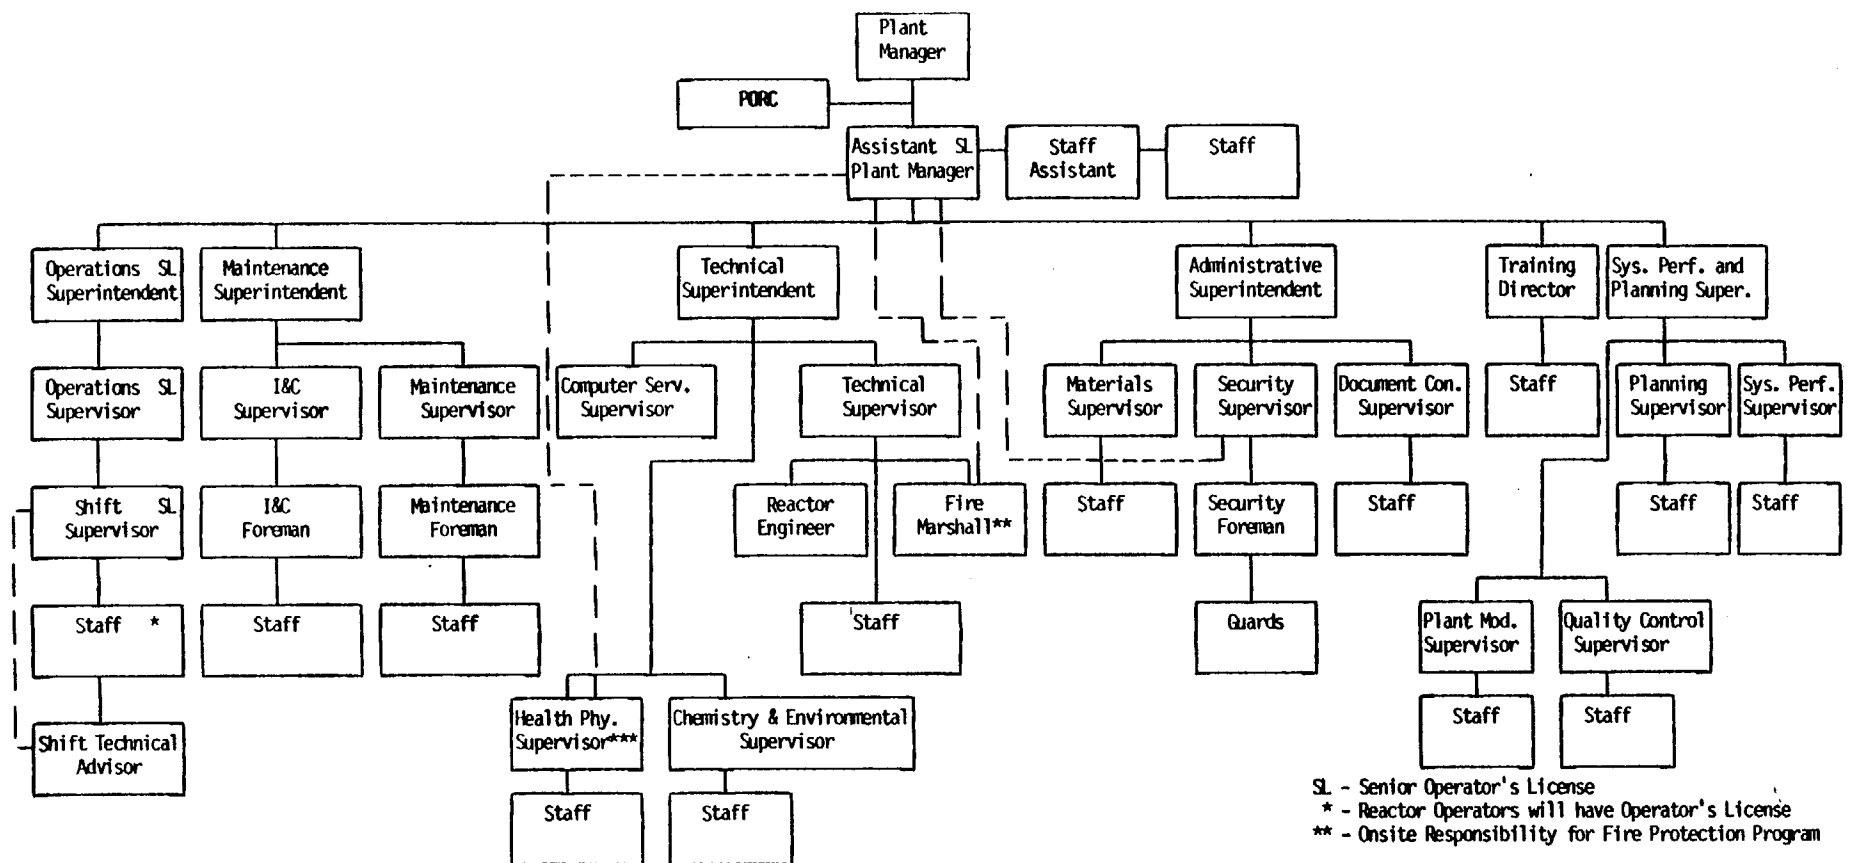 Plant
Manager
PORC
Assistant SL
Plant Manager
Staff
Assistant
Staff
Operations SL
Superintendent
Maintenance
Superintendent
Technical
Superintendent
Administrative
Superintendent
Training
Director
Sys. Perf. and
Planning Super.
Operations SL
Supervisor
I&C
Supervisor
Maintenance
Supervisor
Computer Serv.
Supervisor
Technical
Supervisor
Materials
Supervisor
Security
Supervisor
Document Con.
Supervisor
Staff
Planning
Supervisor
Sys. Perf.
Supervisor
Shift SL
Supervisor
I&C
Foreman
Maintenance
Foreman
Reactor
Engineer
Fire
Marshall**
Staff
Security
Foreman
Staff
Staff
Staff
Staff *
Staff
Staff
Staff
Guards
Plant Mod.
Supervisor
Quality Control
Supervisor
Shift Technical
Advisor
Health Phy.
Supervisor***
Chemistry & Environmental
Supervisor
Staff
Staff
Staff
Staff
SL - Senior Operator's License
* - Reactor Operators will have Operator's License
** - Onsite Responsibility for Fire Protection Program